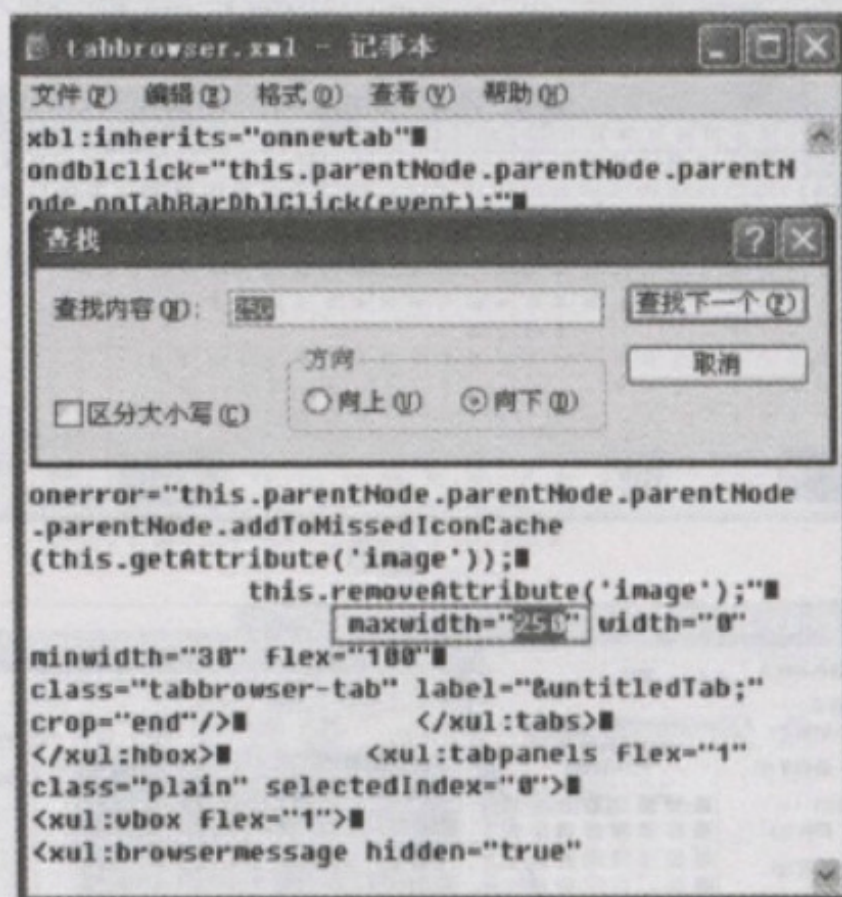 tabbrowser.xml - 记事本
文件(F) 编辑(E) 格式(O) 查看(V) 帮助(H)
xbl:inherits="onnewtab"■
ondblclick="this.parentNode.parentNode.parentN
ode.onTabBarDblClick(event);"■
查找
查找内容(N): 250 查找下一个(F)
方向 取消
区分大小写(C) 向上(U) 向下(D)
onerror="this.parentNode.parentNode.parentNode
.parentNode.addToMissedIconCache
(this.getAttribute('image'));■
this.removeAttribute('image');"■
maxwidth="250" width="0"
minwidth="30" flex="100"■
class="tabbrowser-tab" label="&untitledTab;"
crop="end"/>■ </xul:tabs>■
</xul:hbox>■ <xul:tabpanels flex="1"
class="plain" selectedIndex="0">■
<xul:vbox flex="1">■
<xul:browsermessage hidden="true"